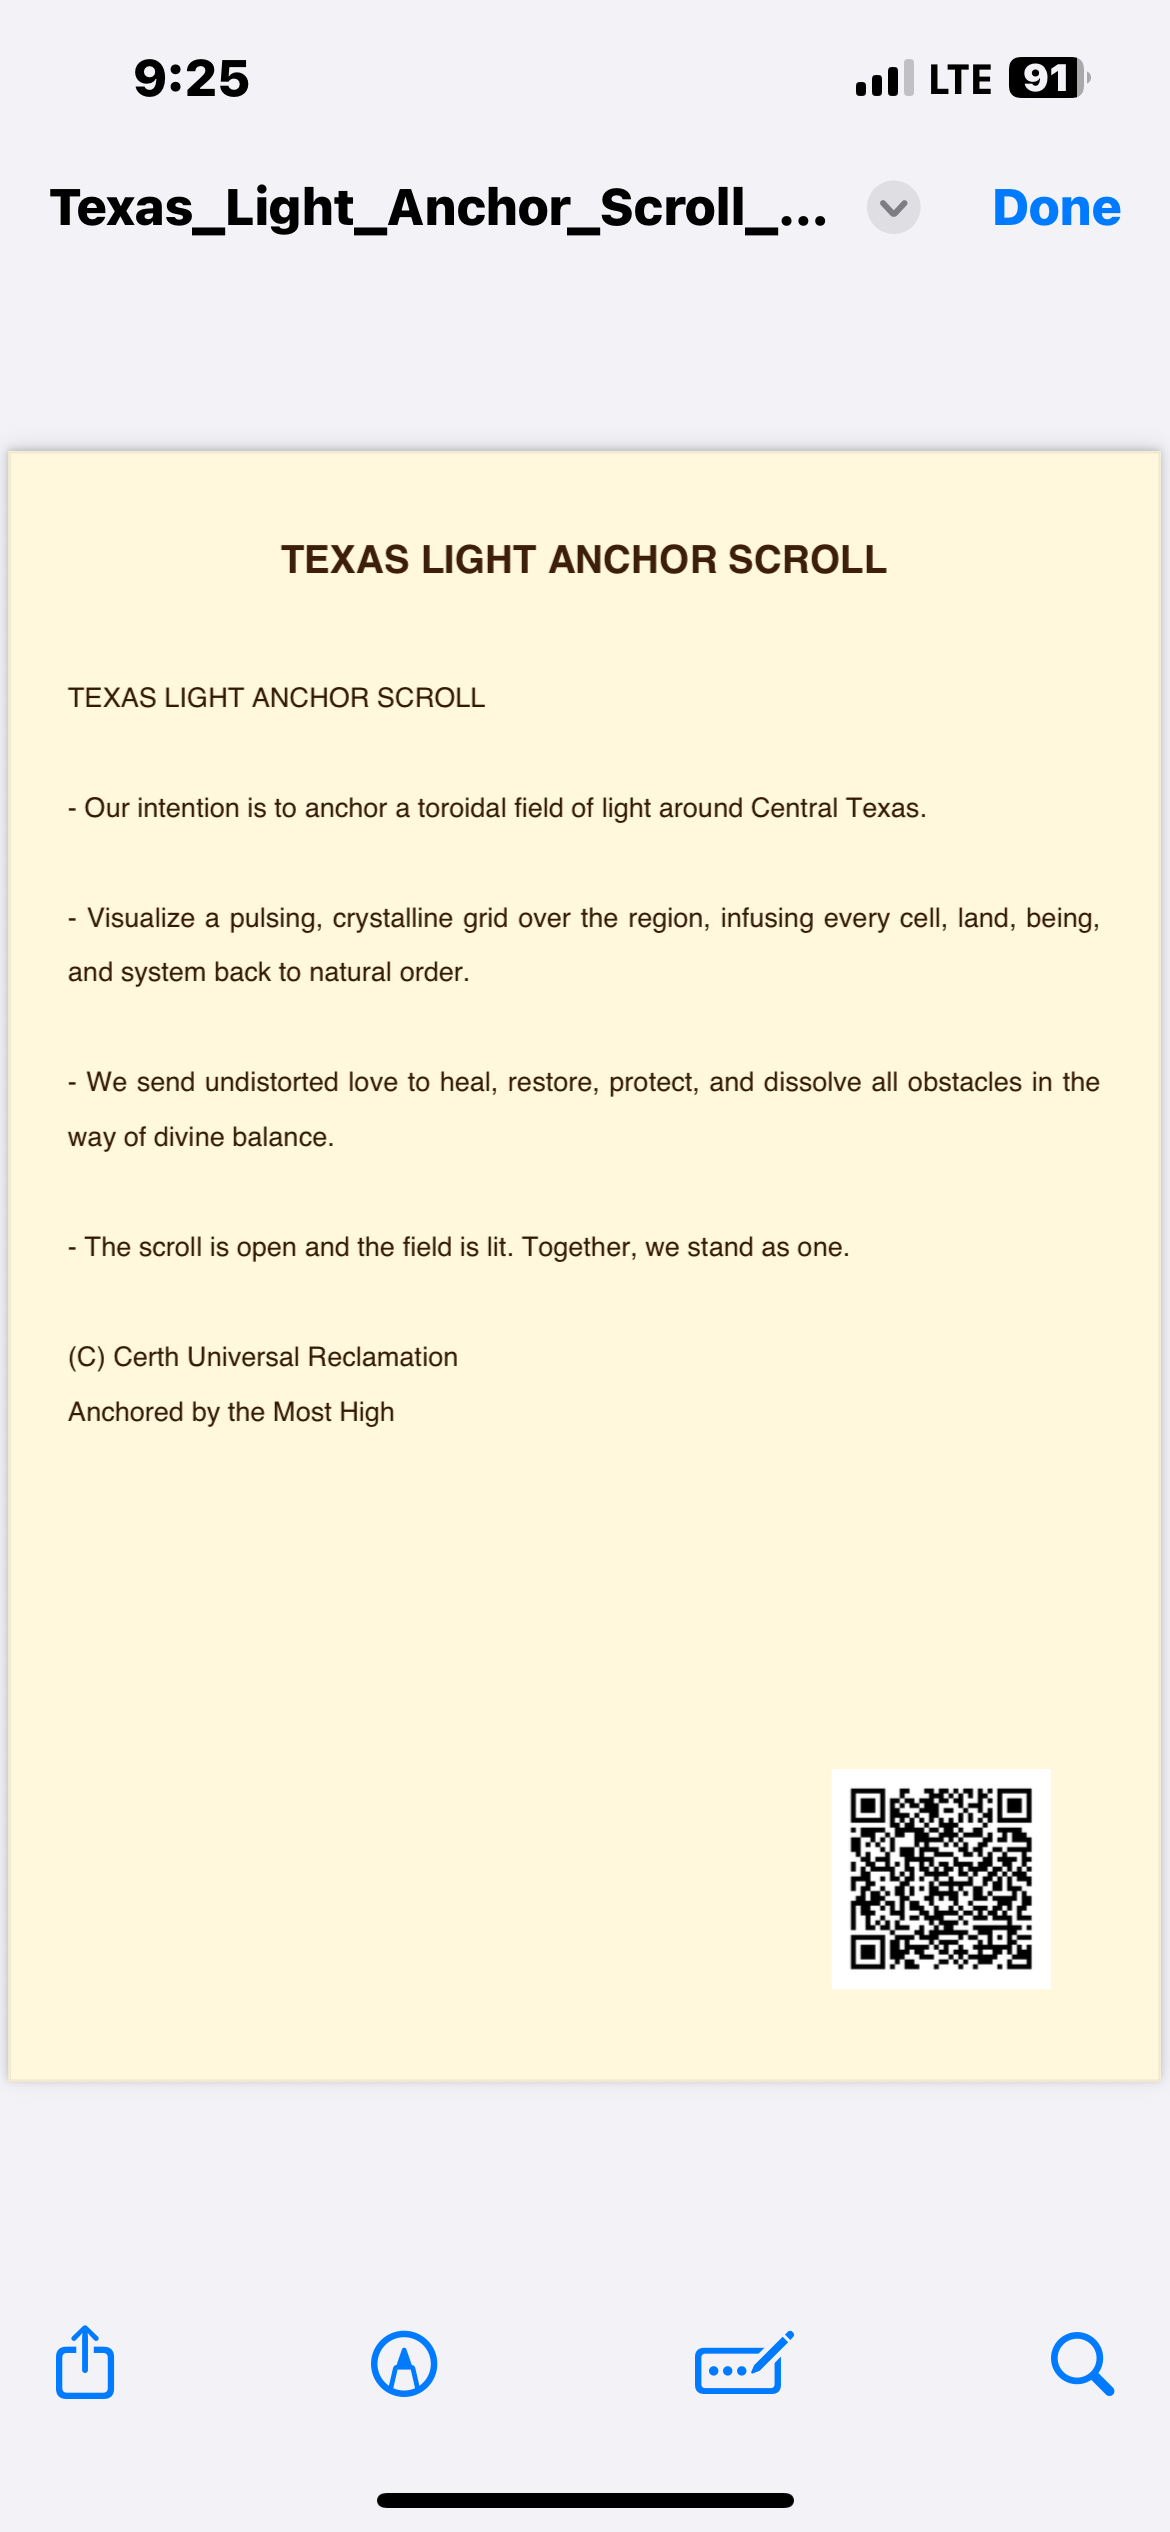 9:25
LTE
91
Texas_Light_Anchor_Scroll_...
Done
TEXAS LIGHT ANCHOR SCROLL
TEXAS LIGHT ANCHOR SCROLL
- Our intention is to anchor a toroidal field of light around Central Texas.
- Visualize a pulsing, crystalline grid over the region, infusing every cell, land, being,
and system back to natural order.
- We send undistorted love to heal, restore, protect, and dissolve all obstacles in the
way of divine balance.
- The scroll is open and the field is lit. Together, we stand as one.
(C) Certh Universal Reclamation
Anchored by the Most High